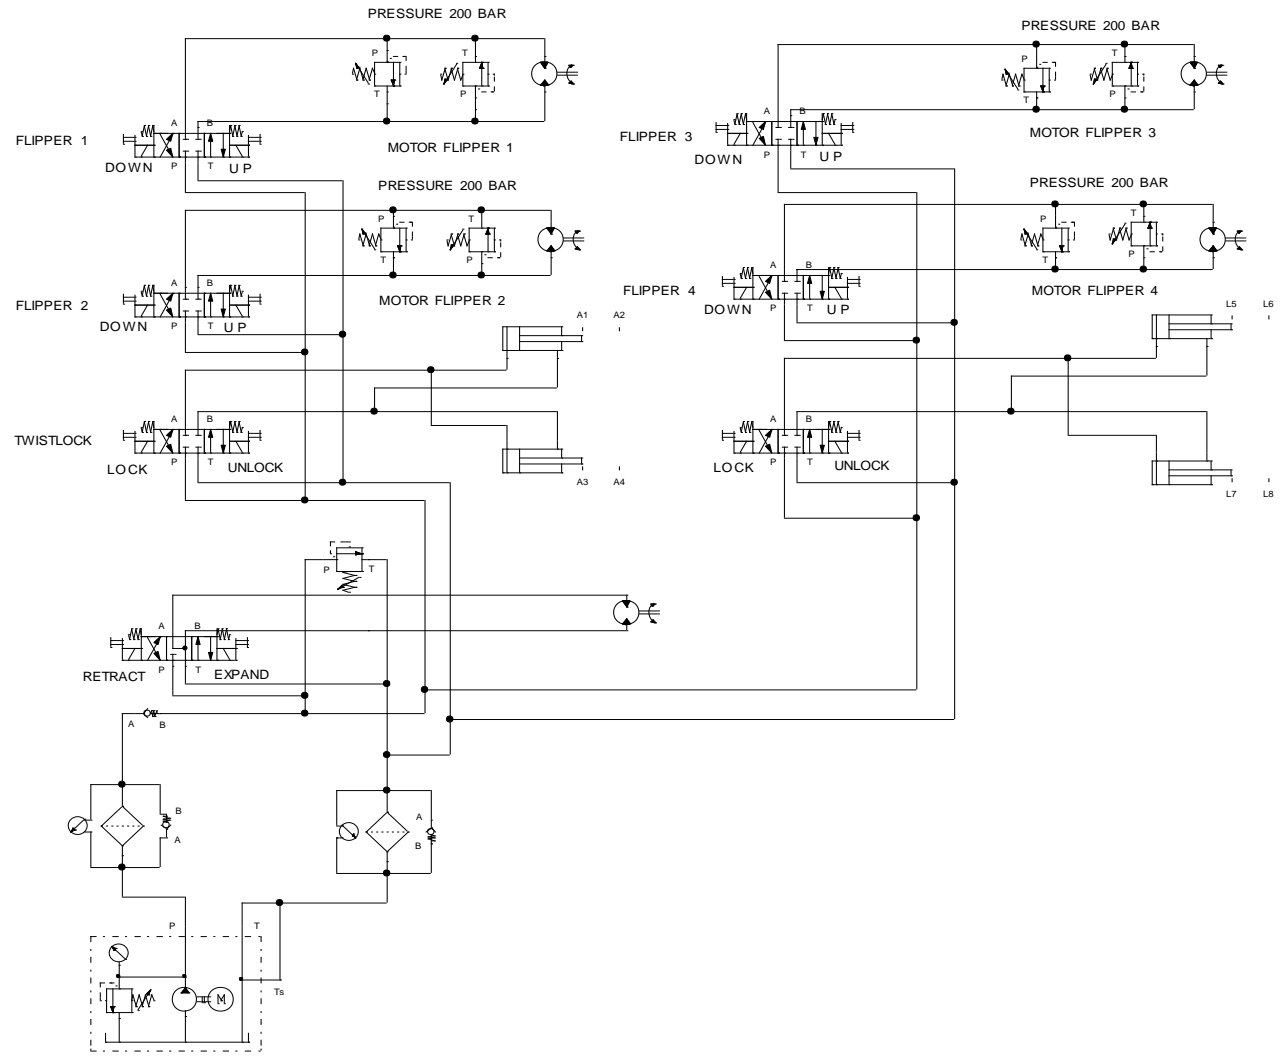 PRESSURE 200 BAR
P
T
T
P
A
B
FLIPPER 1
P
T
DOWN
UP
MOTOR FLIPPER 1
PRESSURE 200 BAR
P
T
T
P
A
B
FLIPPER 3
P
T
DOWN
UP
MOTOR FLIPPER 3
PRESSURE 200 BAR
P
T
T
P
A
B
FLIPPER 2
P
T
DOWN
UP
MOTOR FLIPPER 2
PRESSURE 200 BAR
P
T
T
P
A
B
FLIPPER 4
P
T
DOWN
UP
MOTOR FLIPPER 4
A1
A2
L5
L6
A
B
TWISTLOCK
P
T
LOCK
UNLOCK
A3
A4
A
B
P
T
LOCK
UNLOCK
L7
L8
P
T
A
B
P
T
RETRACT
EXPAND
A
B
B
A
A
B
P
T
M
Ts